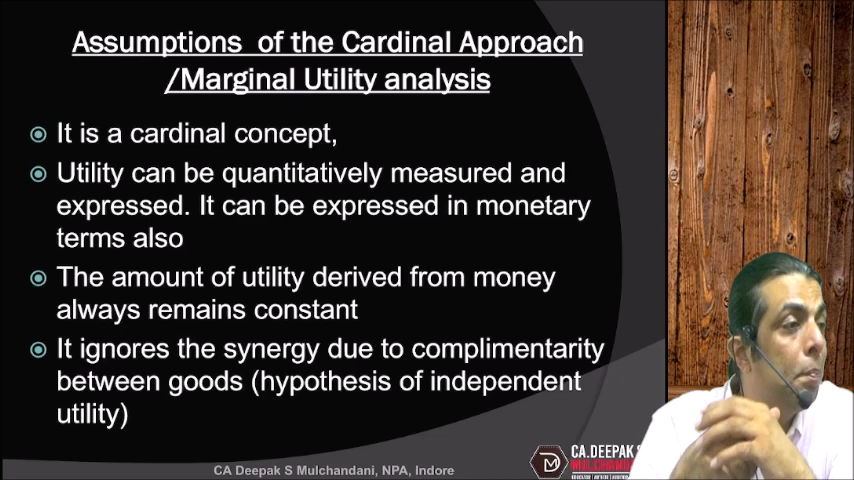 Assumptions of the Cardinal Approach
/Marginal Utility analysis
It is a cardinal concept,
Utility can be quantitatively measured and
expressed. It can be expressed in monetary
terms also
The amount of utility derived from money
always remains constant
It ignores the synergy due to complimentarity
between goods (hypothesis of independent
utility)
CA Deepak S Mulchandani, NPA, Indore
CA.DEEPAK S
MULCHAND